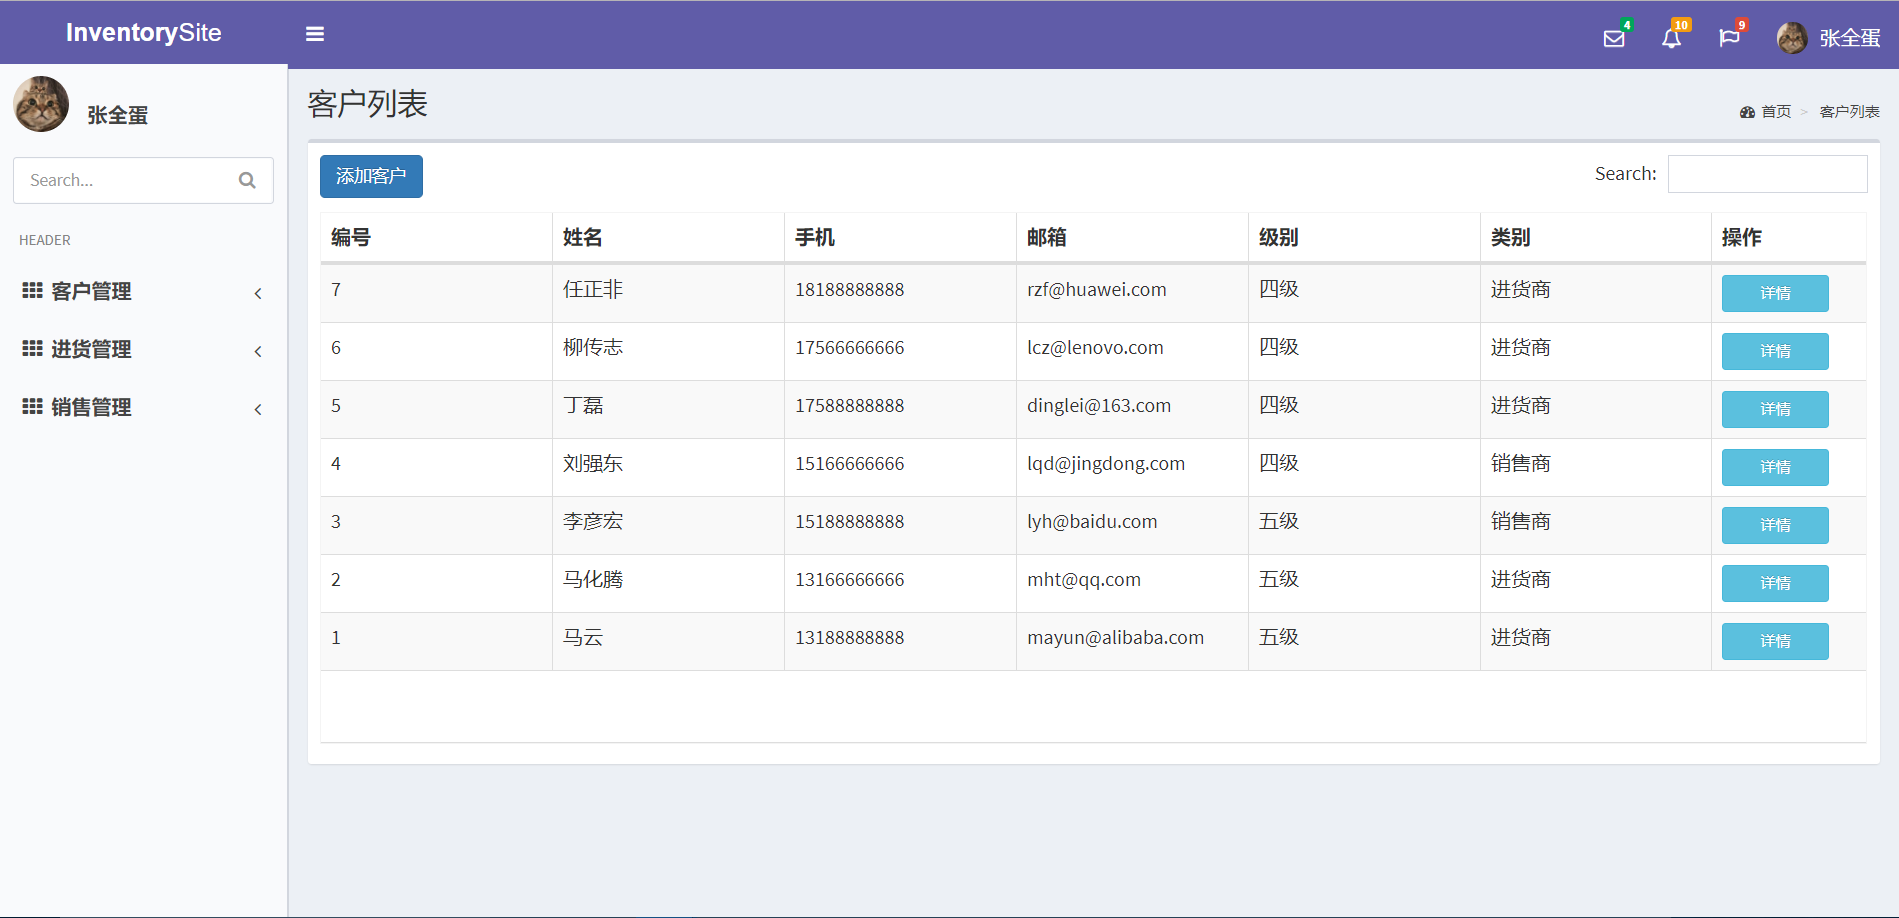 InventorySite
4
10
9
张全蛋
张全蛋
Search...
HEADER
客户管理
进货管理
销售管理
客户列表
首页 > 客户列表
添加客户
Search:
编号 姓名 手机 邮箱 级别 类别 操作
7 任正非 18188888888 rzf@huawei.com 四级 进货商 详情
6 柳传志 17566666666 lcz@lenovo.com 四级 进货商 详情
5 丁磊 17588888888 dinglei@163.com 四级 进货商 详情
4 刘强东 15166666666 lqd@jingdong.com 四级 销售商 详情
3 李彦宏 15188888888 lyh@baidu.com 五级 销售商 详情
2 马化腾 13166666666 mht@qq.com 五级 进货商 详情
1 马云 13188888888 mayun@alibaba.com 五级 进货商 详情